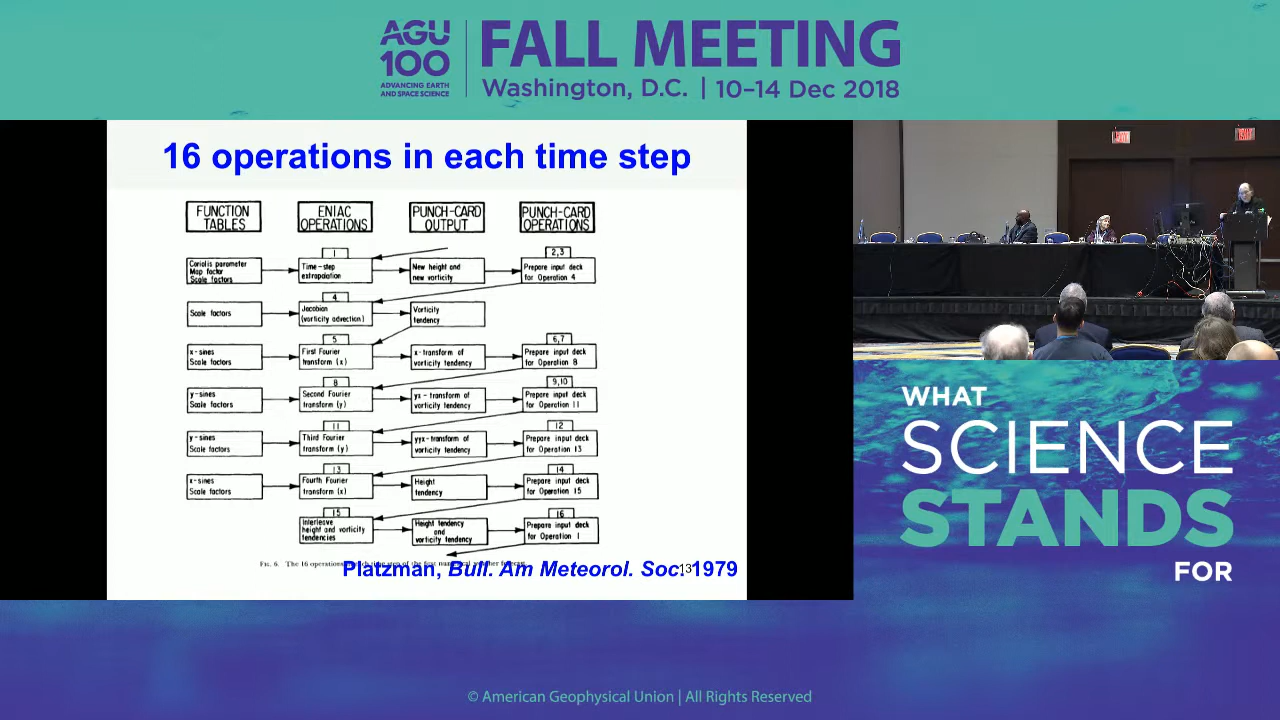 AGU
100
ADVANCING EARTH
AND SPACE SCIENCE
FALL MEETING
Washington, D.C. | 10–14 Dec 2018
16 operations in each time step
FUNCTION
TABLES
ENIAC
OPERATIONS
PUNCH-CARD
OUTPUT
PUNCH-CARD
OPERATIONS
Coriolis parameter
Map factor
Scale factors
1
Time-step
extrapolation
New height and
new vorticity
2,3
Prepare input deck
for Operation 4
Scale factors
4
Jacobian
(vorticity advection)
Vorticity
tendency
x-sines
Scale factors
5
First Fourier
transform (x)
x-transform of
vorticity tendency
6,7
Prepare input deck
for Operation 8
y-sines
Scale factors
8
Second Fourier
transform (y)
yx-transform of
vorticity tendency
9,10
Prepare input deck
for Operation 11
y-sines
Scale factors
11
Third Fourier
transform (y)
yyx-transform of
vorticity tendency
12
Prepare input deck
for Operation 13
x-sines
Scale factors
13
Fourth Fourier
transform (x)
Height
tendency
14
Prepare input deck
for Operation 15
15
Interleave
height and vorticity
tendencies
Height tendency
and
vorticity tendency
16
Prepare input deck
for Operation 1
FIG. 6. The 16 operations
Platzman, Bull. Am Meteorol. Soc. 1979
13
WHAT
SCIENCE
STANDS
FOR
© American Geophysical Union | All Rights Reserved